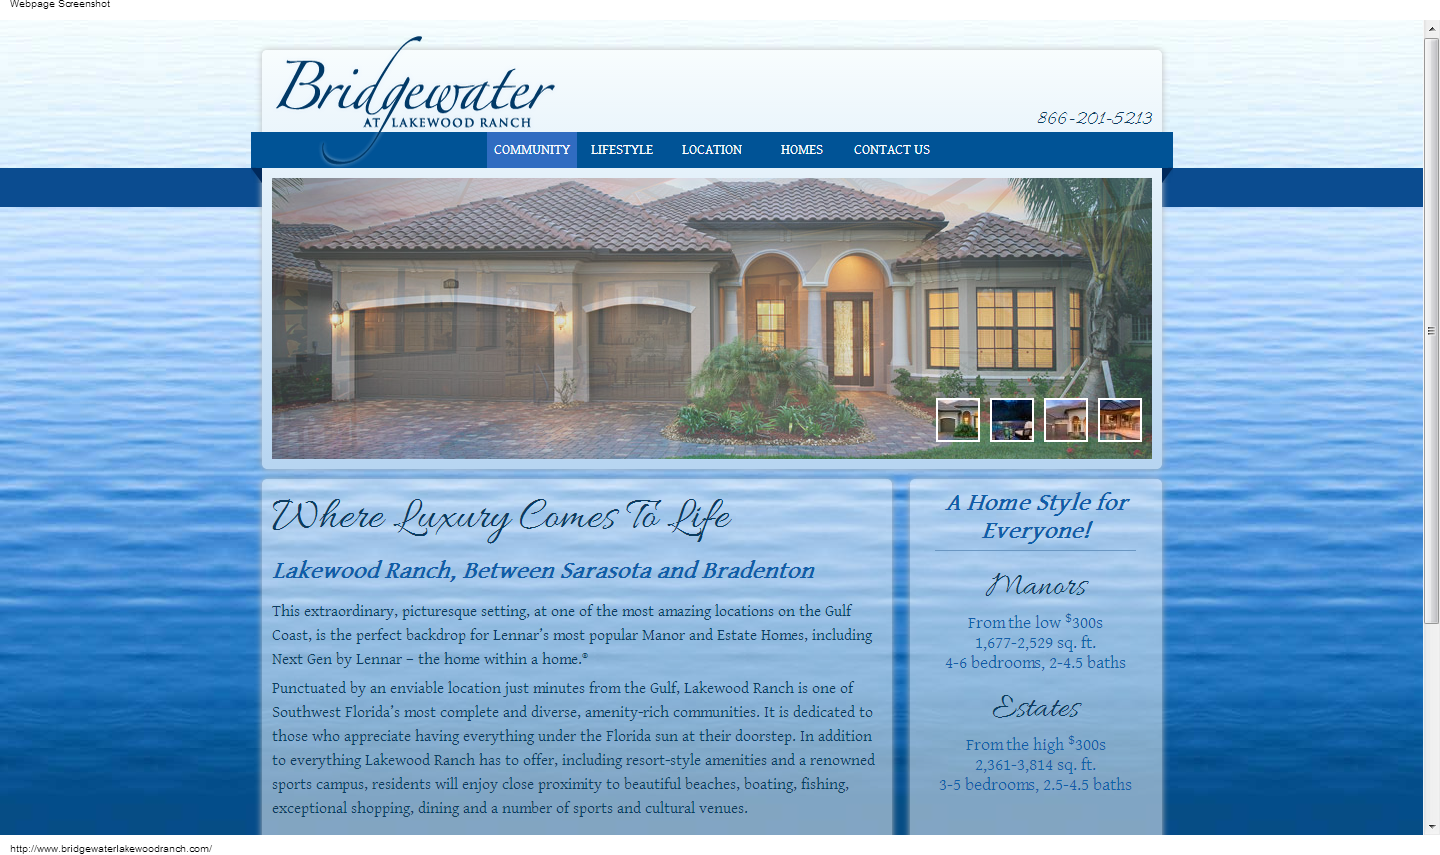 Webpage Screenshot
Bridgewater
AT LAKEWOOD RANCH
866-201-5213
COMMUNITY LIFESTYLE LOCATION HOMES CONTACT US
Where Luxury Comes To Life
Lakewood Ranch, Between Sarasota and Bradenton
This extraordinary, picturesque setting, at one of the most amazing locations on the Gulf
Coast, is the perfect backdrop for Lennar’s most popular Manor and Estate Homes, including
Next Gen by Lennar – the home within a home.®
Punctuated by an enviable location just minutes from the Gulf, Lakewood Ranch is one of
Southwest Florida’s most complete and diverse, amenity-rich communities. It is dedicated to
those who appreciate having everything under the Florida sun at their doorstep. In addition
to everything Lakewood Ranch has to offer, including resort-style amenities and a renowned
sports campus, residents will enjoy close proximity to beautiful beaches, boating, fishing,
exceptional shopping, dining and a number of sports and cultural venues.
A Home Style for
Everyone!
Manors
From the low $300s
1,677-2,529 sq. ft.
4-6 bedrooms, 2-4.5 baths
Estates
From the high $300s
2,361-3,814 sq. ft.
3-5 bedrooms, 2.5-4.5 baths
http://www.bridgewaterlakewoodranch.com/